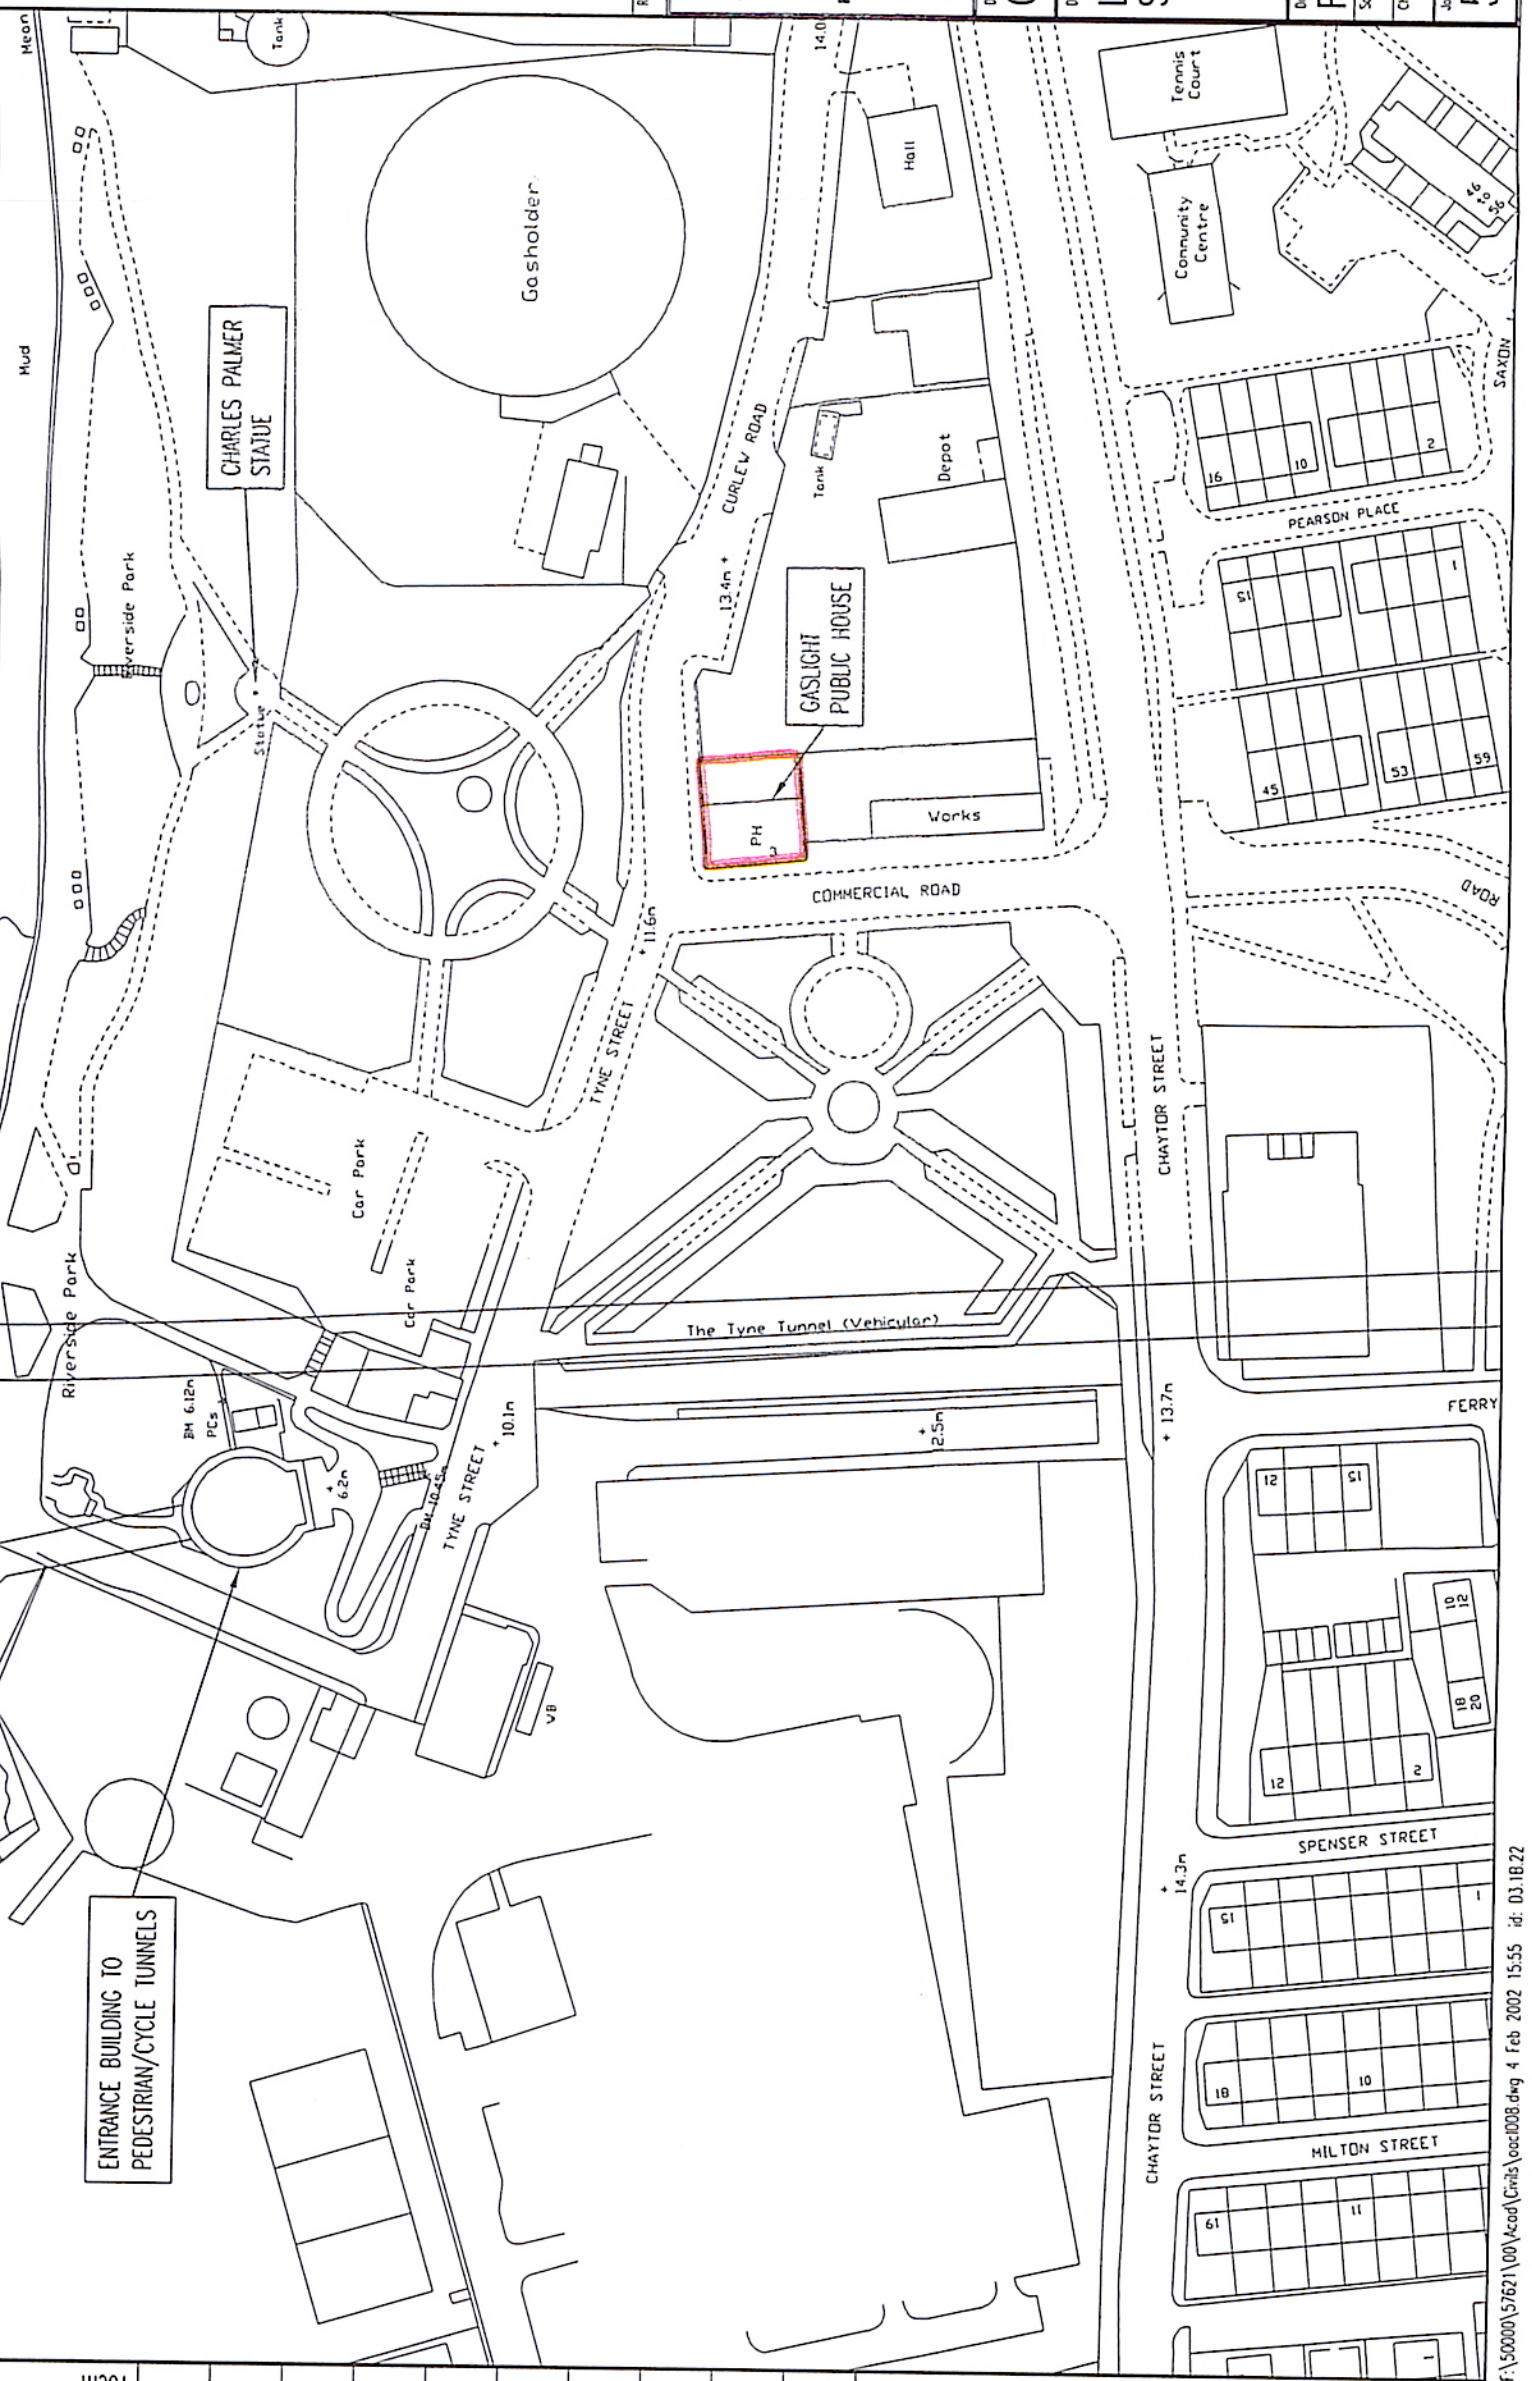 Mean
Tank
Mud
Gasholder
CHARLES PALMER
STATUE
Riverside Park
Statue
14.0
Hall
Tennis
Court
Community
Centre
46
to
56
CURLEW ROAD
Tank
Depot
13.4m +
GASLIGHT
PUBLIC HOUSE
PH
3
Works
COMMERCIAL ROAD
+ 11.6m
TYNE STREET
SAXON
ROAD
16
10
2
PEARSON PLACE
15
1
45
53
59
CHAYTOR STREET
Car Park
Car Park
Riverside Park
The Tyne Tunnel (Vehicular)
BM 6.12m
PCs
+
6.2m
BM 10.45m
+
10.1m
TYNE STREET
+
12.5m
+ 13.7m
FERRY
12
15
10
12
18
20
12
2
WB
ENTRANCE BUILDING TO
PEDESTRIAN/CYCLE TUNNELS
SPENSER STREET
+
14.3m
15
1
18
10
CHAYTOR STREET
MILTON STREET
19
11
1
F:\50000\57621\00\Acad\Civils\aacl008.dwg 4 Feb 2002 15:55 id: D3.18.22